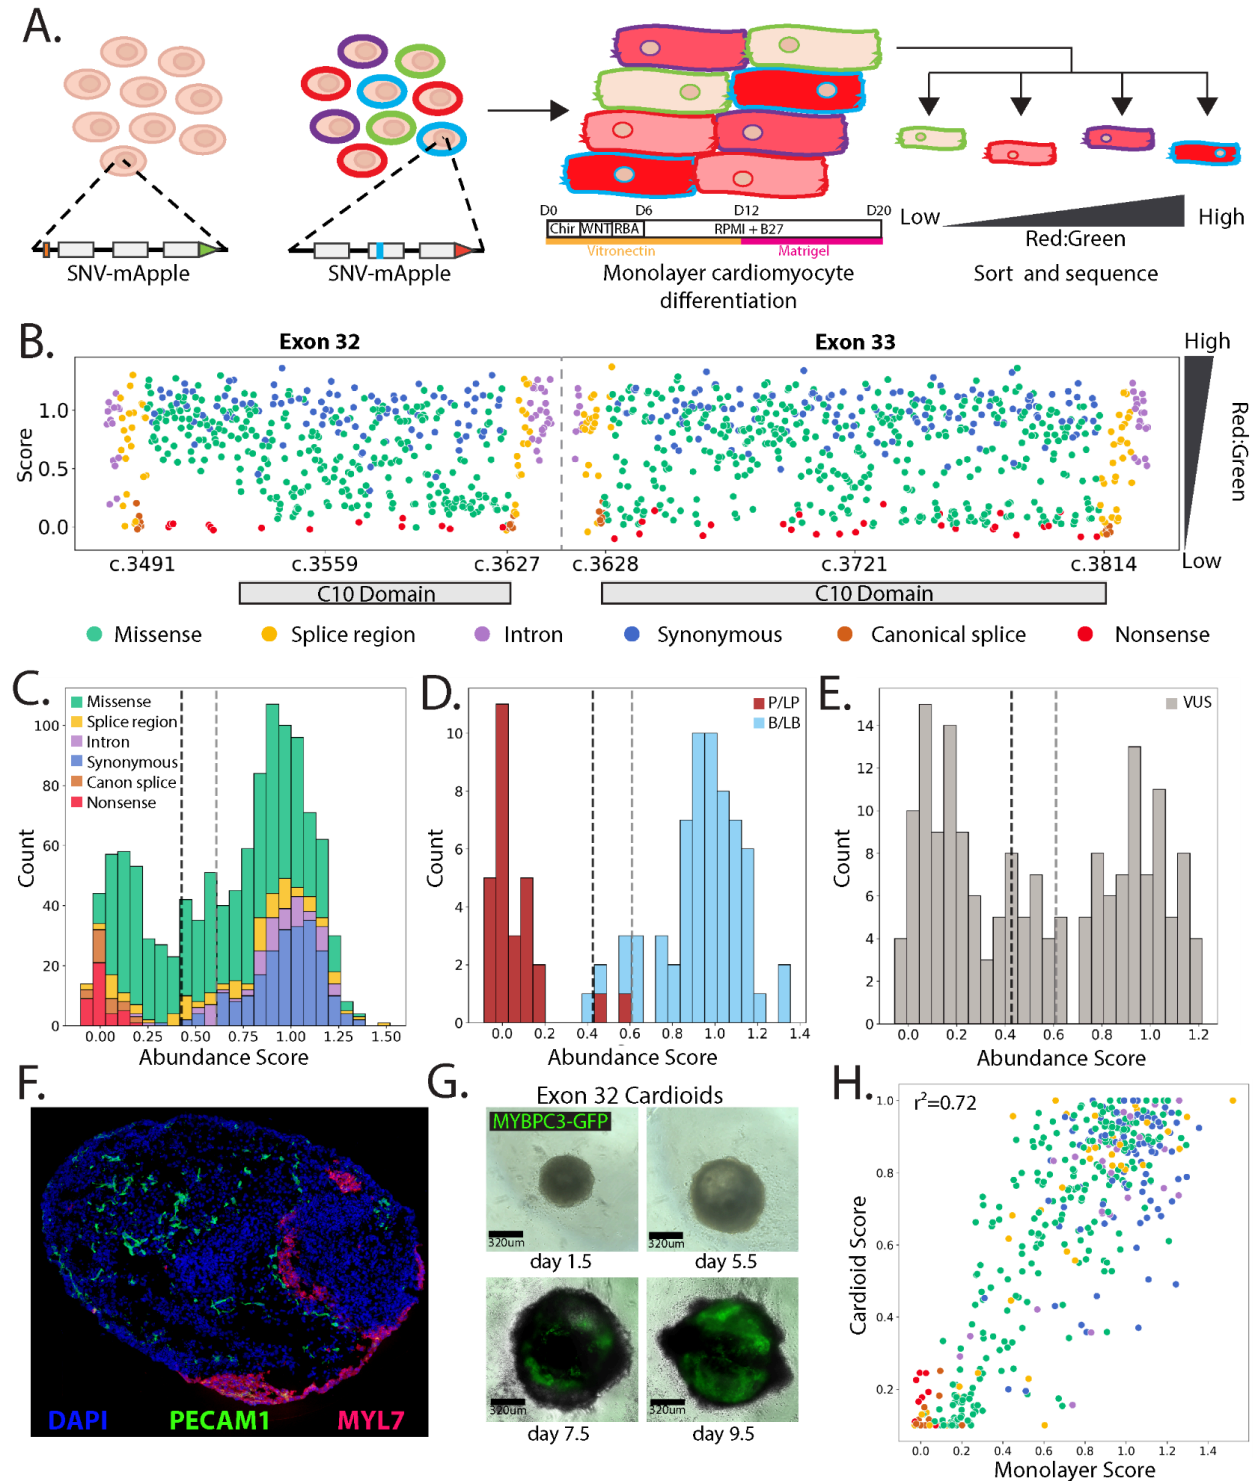 A.
SNV-mApple
SNV-mApple
D0 D6 D12 D20
Chir WNT RBA RPMI + B27
Vitronectin Matrigel
Monolayer cardiomyocyte
differentiation
Low High
Red:Green
Sort and sequence
B.
Exon 32 Exon 33
High
Red:Green
Low
Score
1.0
0.5
0.0
c.3491 c.3559 c.3627 c.3628 c.3721 c.3814
C10 Domain C10 Domain
Missense Splice region Intron Synonymous Canonical splice Nonsense
C.
Missense
Splice region
Intron
Synonymous
Canon splice
Nonsense
Count
100
80
60
40
20
0
0.00 0.25 0.50 0.75 1.00 1.25 1.50
Abundance Score
D.
P/LP
B/LB
Count
10
8
6
4
2
0
0.0 0.2 0.4 0.6 0.8 1.0 1.2 1.4
Abundance Score
E.
VUS
Count
14
12
10
8
6
4
2
0
0.0 0.2 0.4 0.6 0.8 1.0 1.2
Abundance Score
F.
DAPI PECAM1 MYL7
G.
Exon 32 Cardioids
MYBPC3-GFP
320um
320um
day 1.5 day 5.5
320um
320um
day 7.5 day 9.5
H.
r²=0.72
Cardioid Score
1.0
0.8
0.6
0.4
0.2
0.0 0.2 0.4 0.6 0.8 1.0 1.2 1.4
Monolayer Score